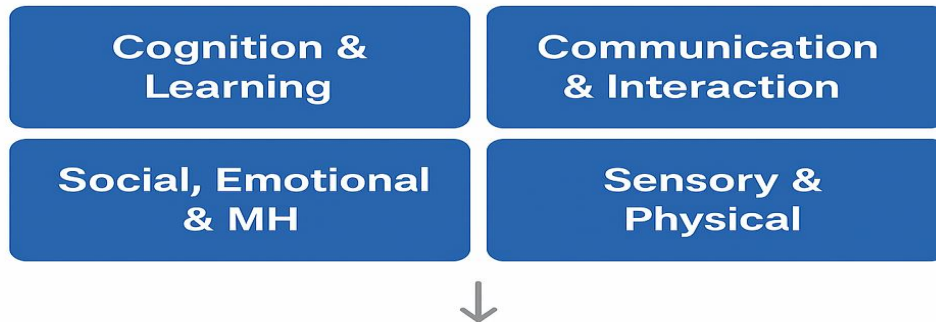 Cognition &
Learning
Communication
& Interaction
Social, Emotional
& MH
Sensory &
Physical